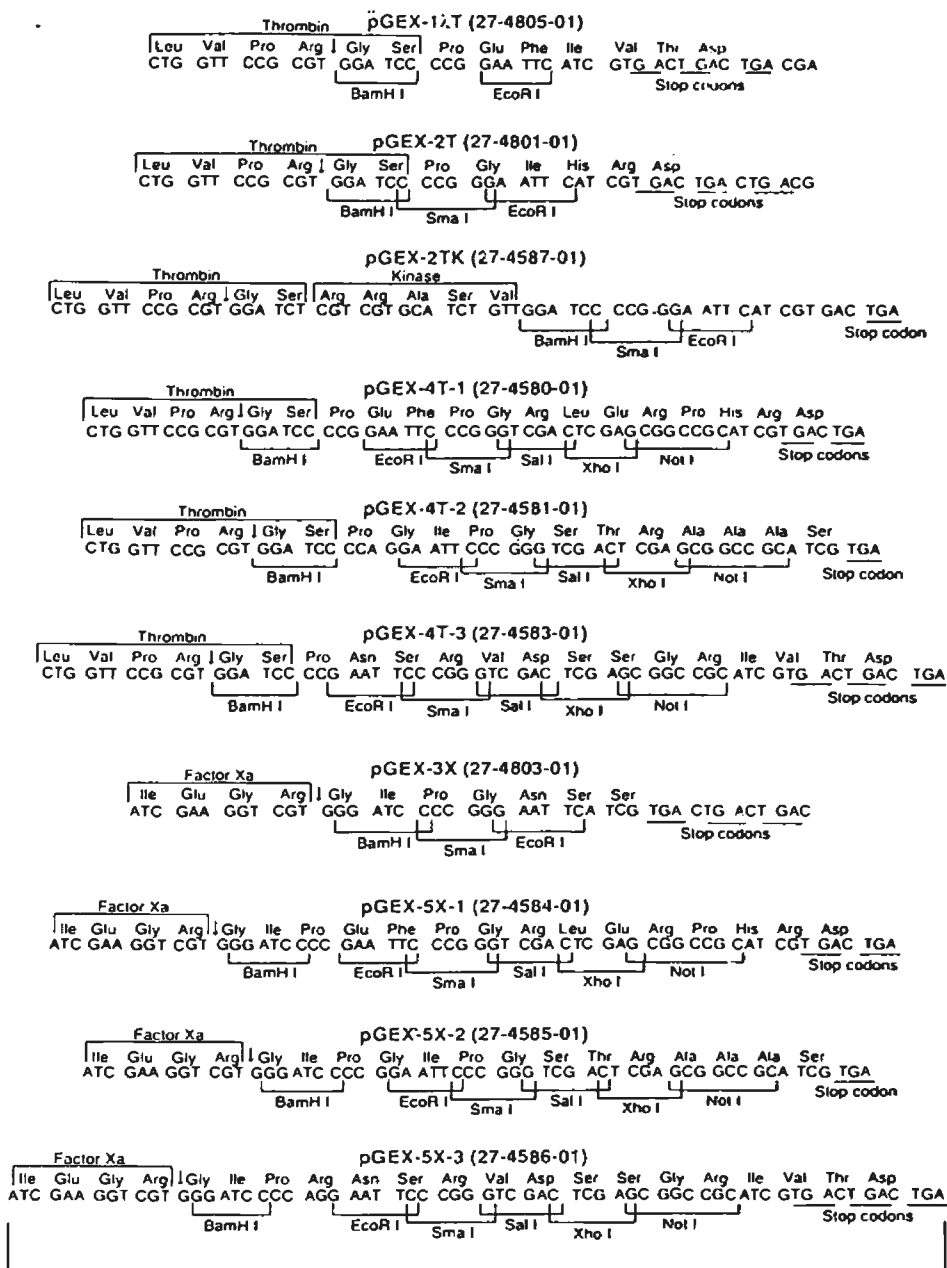 pGEX-1λT (27-4805-01)
Thrombin
Leu Val Pro Arg ↓ Gly Ser Pro Glu Phe Ile Val Thr Asp
CTG GTT CCG CGT GGA TCC CCG GAA TTC ATC GTG ACT GAC TGA CGA
BamH I EcoR I Stop codons
pGEX-2T (27-4801-01)
Thrombin
Leu Val Pro Arg ↓ Gly Ser Pro Gly Ile His Arg Asp
CTG GTT CCG CGT GGA TCC CCG GGA ATT CAT CGT GAC TGA CTG ACG
BamH I Sma I EcoR I Stop codons
pGEX-2TK (27-4587-01)
Thrombin Kinase
Leu Val Pro Arg ↓ Gly Ser Arg Arg Ala Ser Val
CTG GTT CCG CGT GGA TCT CGT CGT GCA TCT GTT GGA TCC CCG GGA ATT CAT CGT GAC TGA
BamH I Sma I EcoR I Stop codon
pGEX-4T-1 (27-4580-01)
Thrombin
Leu Val Pro Arg ↓ Gly Ser Pro Glu Phe Pro Gly Arg Leu Glu Arg Pro His Arg Asp
CTG GTT CCG CGT GGA TCC CCG GAA TTC CCG GGT CGA CTC GAG CGG CCG CAT CGT GAC TGA
BamH I EcoR I Sma I Sal I Xho I Not I Stop codons
pGEX-4T-2 (27-4581-01)
Thrombin
Leu Val Pro Arg ↓ Gly Ser Pro Gly Ile Pro Gly Ser Thr Arg Ala Ala Ala Ser
CTG GTT CCG CGT GGA TCC CCA GGA ATT CCC GGG TCG ACT CGA GCG GCC GCA TCG TGA
BamH I EcoR I Sma I Sal I Xho I Not I Stop codon
pGEX-4T-3 (27-4583-01)
Thrombin
Leu Val Pro Arg ↓ Gly Ser Pro Asn Ser Arg Val Asp Ser Ser Gly Arg Ile Val Thr Asp
CTG GTT CCG CGT GGA TCC CCG AAT TCC CGG GTC GAC TCG AGC GGC CGC ATC GTG ACT GAC TGA
BamH I EcoR I Sma I Sal I Xho I Not I Stop codons
pGEX-3X (27-4803-01)
Factor Xa
Ile Glu Gly Arg ↓ Gly Ile Pro Gly Asn Ser Ser
ATC GAA GGT CGT GGG ATC CCC GGG AAT TCA TCG TGA CTG ACT GAC
BamH I Sma I EcoR I Stop codons
pGEX-5X-1 (27-4584-01)
Factor Xa
Ile Glu Gly Arg ↓ Gly Ile Pro Glu Phe Pro Gly Arg Leu Glu Arg Pro His Arg Asp
ATC GAA GGT CGT GGG ATC CCC GAA TTC CCG GGT CGA CTC GAG CGG CCG CAT CGT GAC TGA
BamH I EcoR I Sma I Sal I Xho I Not I Stop codons
pGEX-5X-2 (27-4585-01)
Factor Xa
Ile Glu Gly Arg ↓ Gly Ile Pro Gly Ile Pro Gly Ser Thr Arg Ala Ala Ala Ser
ATC GAA GGT CGT GGG ATC CCC GGA ATT CCC GGG TCG ACT CGA GCG GCC GCA TCG TGA
BamH I EcoR I Sma I Sal I Xho I Not I Stop codon
pGEX-5X-3 (27-4586-01)
Factor Xa
Ile Glu Gly Arg ↓ Gly Ile Pro Arg Asn Ser Arg Val Asp Ser Ser Gly Arg Ile Val Thr Asp
ATC GAA GGT CGT GGG ATC CCC AGG AAT TCC CGG GTC GAC TCG AGC GGC CGC ATC GTG ACT GAC TGA
BamH I EcoR I Sma I Sal I Xho I Not I Stop codons